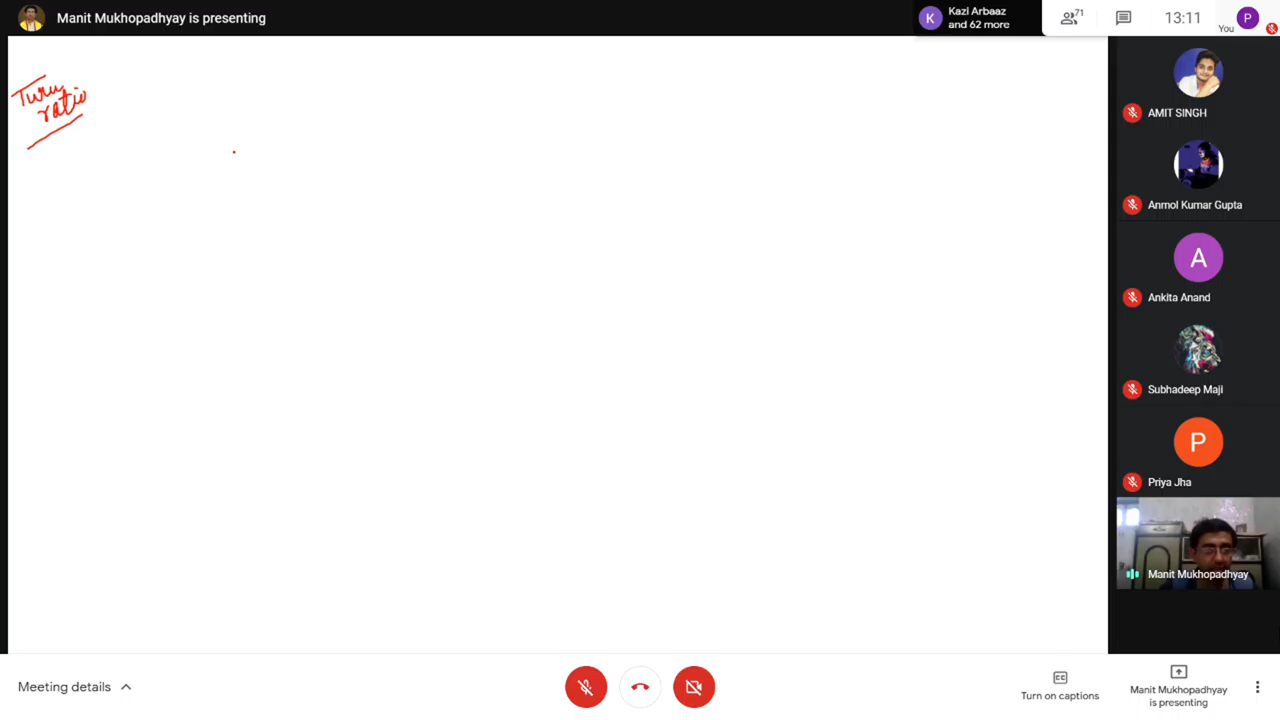 Manit Mukhopadhyay is presenting
K
Kazi Arbaaz
and 62 more
71
13:11
You
P
Turn
ratio
AMIT SINGH
Anmol Kumar Gupta
A
Ankita Anand
Subhadeep Maji
P
Priya Jha
Manit Mukhopadhyay
Meeting details
CC
Turn on captions
Manit Mukhopadhyay
is presenting